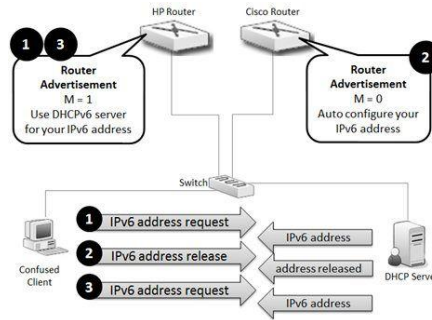 HP Router
Cisco Router
1 3
Router
Advertisement
M = 1
Use DHCPv6 server
for your IPv6 address
2
Router
Advertisement
M = 0
Auto configure your
IPv6 address
Switch
1 IPv6 address request
IPv6 address
2 IPv6 address release
address released
3 IPv6 address request
IPv6 address
Confused
Client
DHCP Serve